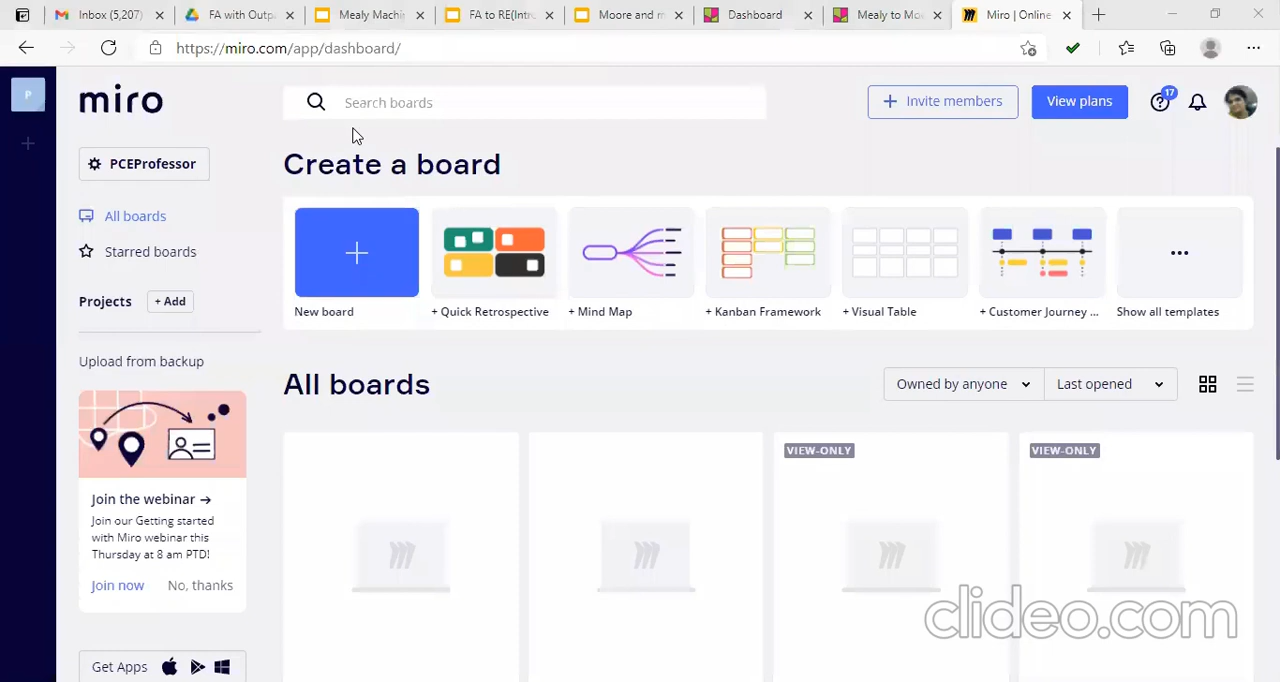 Inbox (5,207)
FA with Outp
Mealy Machi
FA to RE(Intr
Moore and m
Dashboard
Mealy to Mo
Miro | Online
https://miro.com/app/dashboard/
P
miro
Search boards
+ Invite members
View plans
17
PCEProfessor
All boards
Starred boards
Projects
+ Add
Upload from backup
Join the webinar →
Join our Getting started
with Miro webinar this
Thursday at 8 am PTD!
Join now
No, thanks
Get Apps
Create a board
New board
+ Quick Retrospective
+ Mind Map
+ Kanban Framework
+ Visual Table
+ Customer Journey ...
Show all templates
All boards
Owned by anyone
Last opened
VIEW-ONLY
VIEW-ONLY
clideo.com